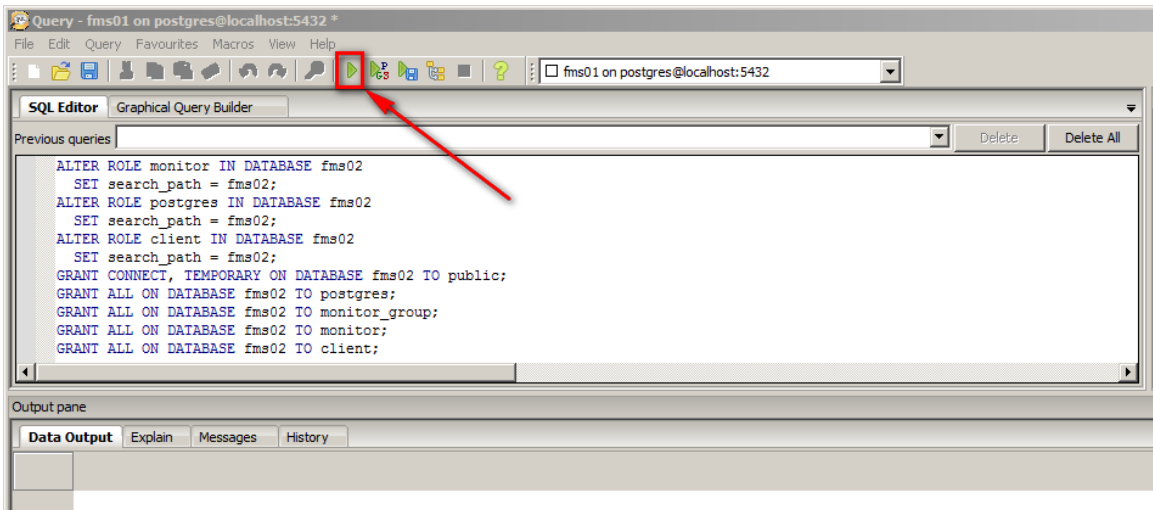 Query - fms01 on postgres@localhost:5432 *
File Edit Query Favourites Macros View Help
fms01 on postgres@localhost:5432
SQL Editor Graphical Query Builder
Previous queries Delete Delete All
ALTER ROLE monitor IN DATABASE fms02
SET search_path = fms02;
ALTER ROLE postgres IN DATABASE fms02
SET search_path = fms02;
ALTER ROLE client IN DATABASE fms02
SET search_path = fms02;
GRANT CONNECT, TEMPORARY ON DATABASE fms02 TO public;
GRANT ALL ON DATABASE fms02 TO postgres;
GRANT ALL ON DATABASE fms02 TO monitor_group;
GRANT ALL ON DATABASE fms02 TO monitor;
GRANT ALL ON DATABASE fms02 TO client;
Output pane
Data Output Explain Messages History